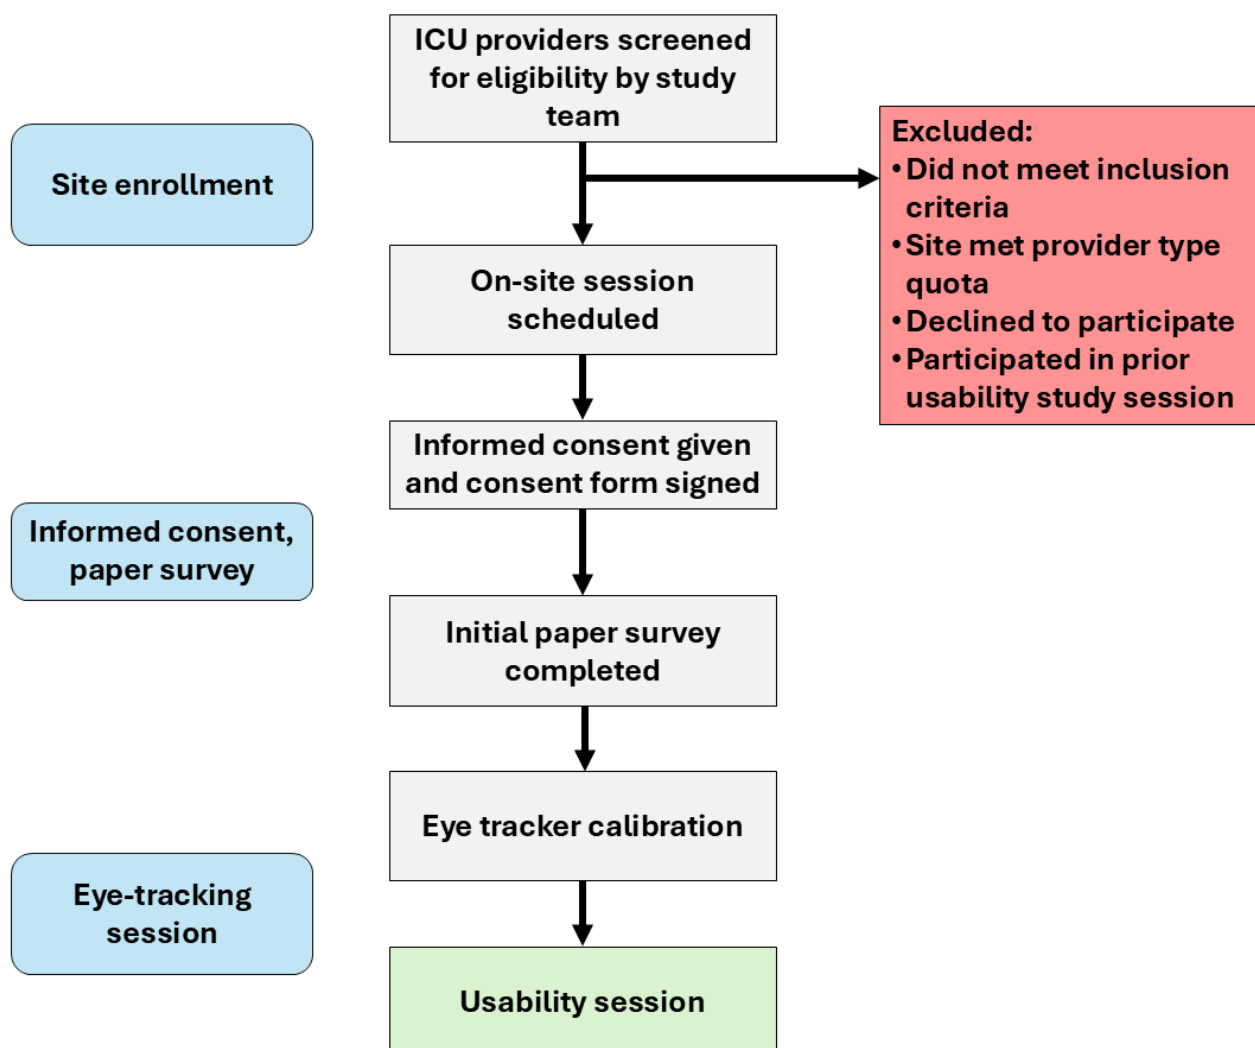 ICU providers screened
for eligibility by study
team
Site enrollment
Excluded:
•Did not meet inclusion
criteria
•Site met provider type
quota
•Declined to participate
•Participated in prior
usability study session
On-site session
scheduled
Informed consent given
and consent form signed
Informed consent,
paper survey
Initial paper survey
completed
Eye tracker calibration
Eye-tracking
session
Usability session